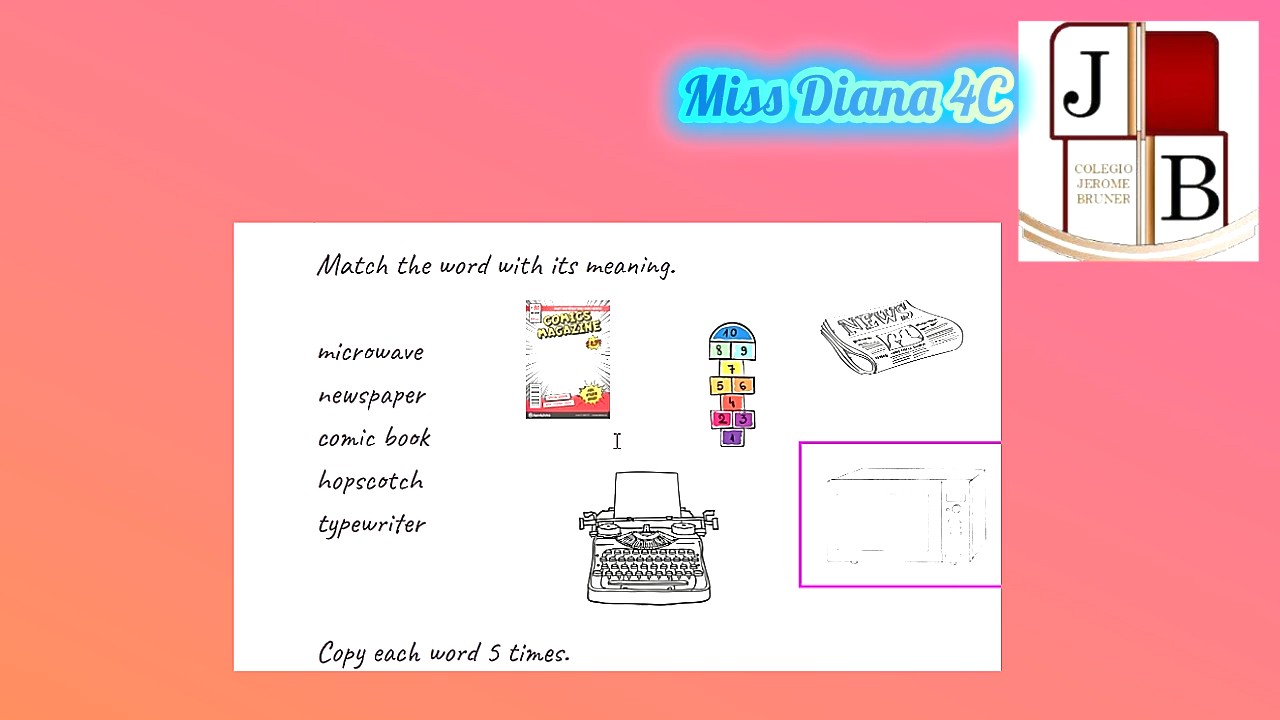 Miss Diana 4C
J
COLEGIO
JEROME
BRUNER
B
Match the word with its meaning.
COMICS
MAGAZINE
NEWS
10
8 9
7
5 6
4
2 3
1
microwave
newspaper
comic book
hopscotch
typewriter
Copy each word 5 times.